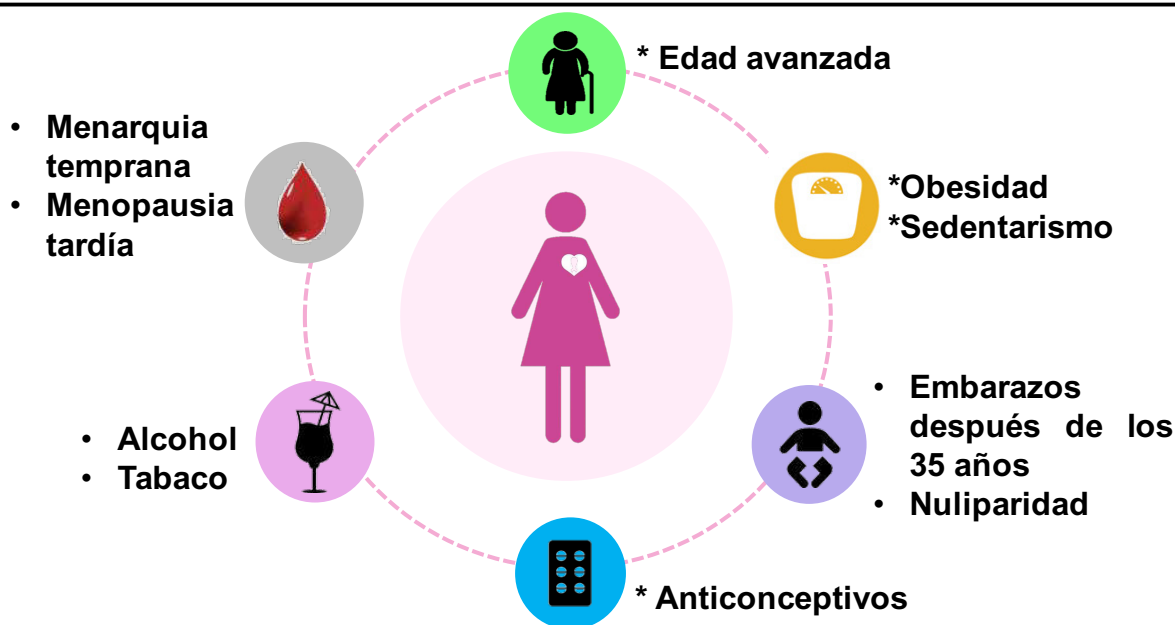 * Edad avanzada
• Menarquia
temprana
• Menopausia
tardía
*Obesidad
*Sedentarismo
• Alcohol
• Tabaco
• Embarazos
después de los
35 años
• Nuliparidad
* Anticonceptivos